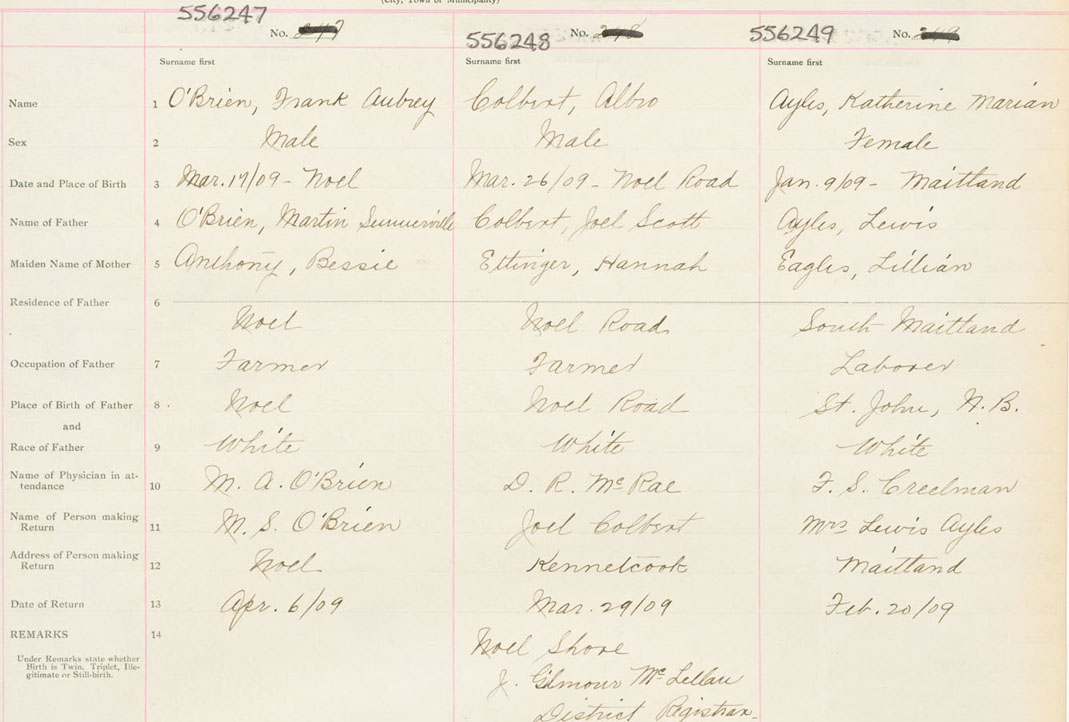 (City, Town or Municipality)
556247 No.
556248 No.
556249 No.
Surname first Surname first Surname first
Name 1 O'Brien, Frank Aubrey Colbert, Albro Ayles, Katherine Marian
Sex 2 Male Male Female
Date and Place of Birth 3 Mar. 17/09 - Noel Mar. 26/09 - Noel Road Jan. 9/09 - Maitland
Name of Father 4 O'Brien, Martin Summerville Colbert, Joel Scott Ayles, Lewis
Maiden Name of Mother 5 Anthony, Bessie Ettinger, Hannah Eagles, Lillian
Residence of Father 6
Noel Noel Road South Maitland
Occupation of Father 7 Farmer Farmer Laborer
Place of Birth of Father 8 Noel Noel Road St. John, N.B.
and
Race of Father 9 White White White
Name of Physician in at-
tendance 10 M. A. O'Brien D. R. McRae F. S. Creelman
Name of Person making
Return 11 M. S. O'Brien Joel Colbert Mrs Lewis Ayles
Address of Person making
Return 12 Noel Kennetcook Maitland
Date of Return 13 Apr. 6/09 Mar. 29/09 Feb. 20/09
REMARKS 14 Noel Shore
Under Remarks state whether
Birth is Twin. Triplet, Ille-
gitimate or Still-birth.
J. Gilmour McLellan
District Registrar.